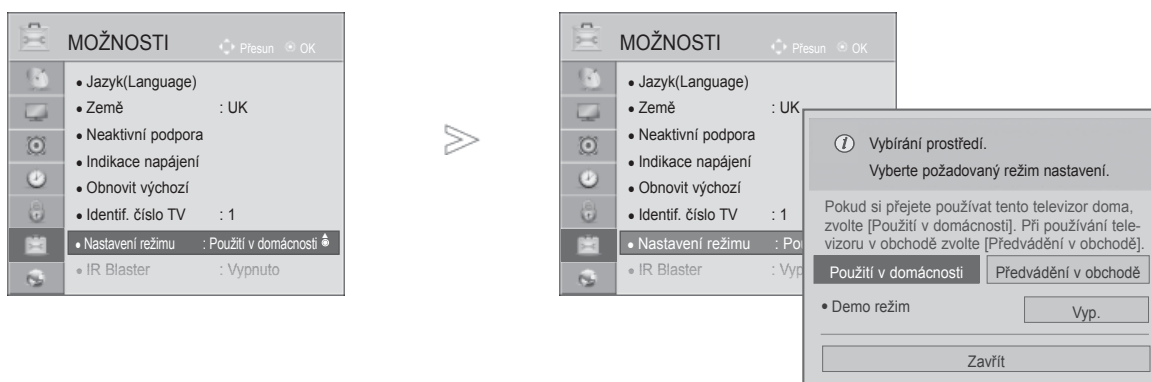 MOŽNOSTI Přesun OK
• Jazyk(Language)
• Země : UK
• Neaktivní podpora
• Indikace napájení
• Obnovit výchozí
• Identif. číslo TV : 1
• Nastavení režimu : Použití v domácnosti
• IR Blaster : Vypnuto
MOŽNOSTI Přesun OK
• Jazyk(Language)
• Země : UK
• Neaktivní podpora
• Indikace napájení
• Obnovit výchozí
• Identif. číslo TV : 1
• Nastavení režimu : Pou
• IR Blaster : Vyp
i Vybírání prostředí.
Vyberte požadovaný režim nastavení.
Pokud si přejete používat tento televizor doma,
zvolte [Použití v domácnosti]. Při používání tele-
vizoru v obchodě zvolte [Předvádění v obchodě].
Použití v domácnosti Předvádění v obchodě
• Demo režim Vyp.
Zavřít